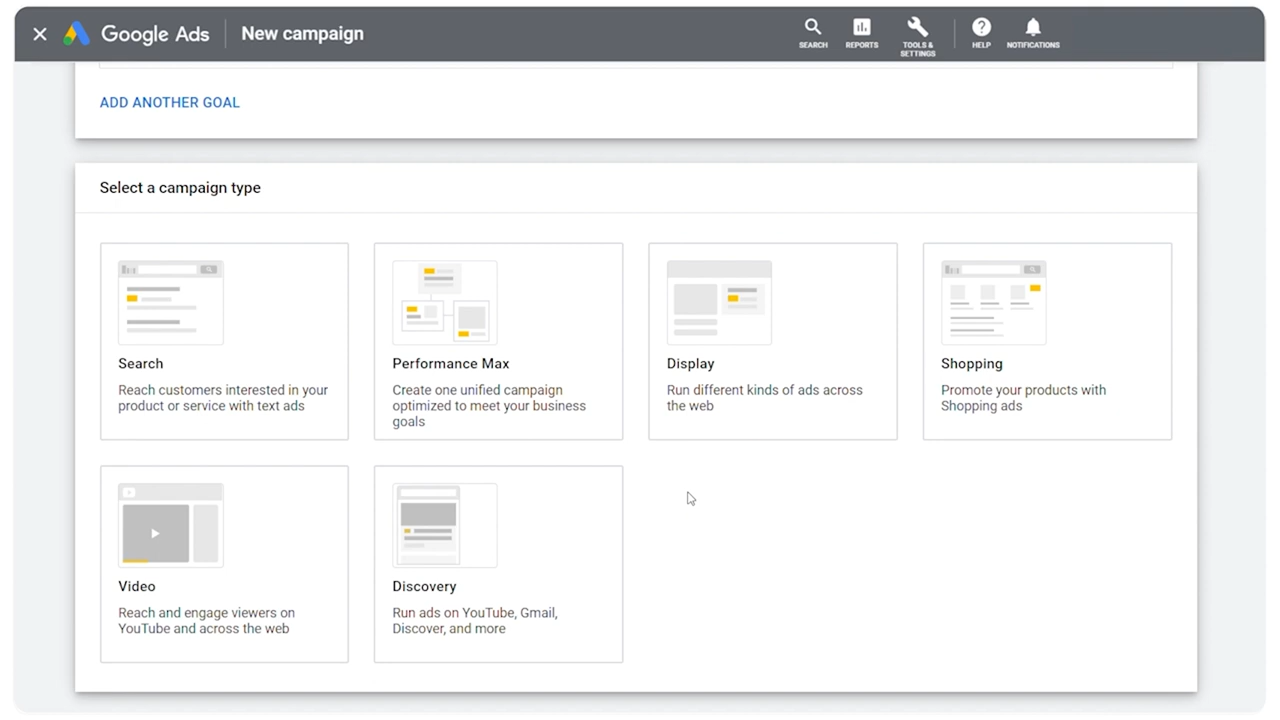 Google Ads
New campaign
SEARCH
REPORTS
TOOLS &
SETTINGS
HELP
NOTIFICATIONS
ADD ANOTHER GOAL
Select a campaign type
Search
Reach customers interested in your
product or service with text ads
Performance Max
Create one unified campaign
optimized to meet your business
goals
Display
Run different kinds of ads across
the web
Shopping
Promote your products with
Shopping ads
Video
Reach and engage viewers on
YouTube and across the web
Discovery
Run ads on YouTube, Gmail,
Discover, and more